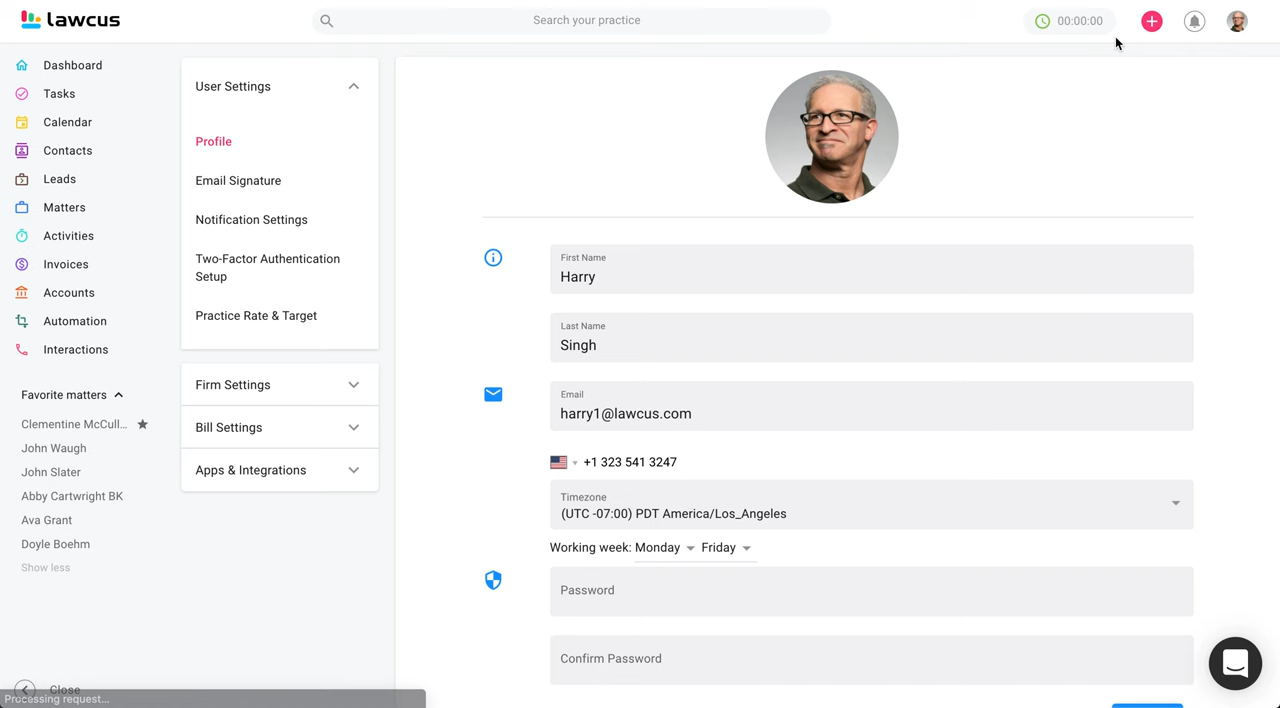 lawcus
Search your practice
00:00:00
Dashboard
Tasks
Calendar
Contacts
Leads
Matters
Activities
Invoices
Accounts
Automation
Interactions
Favorite matters
Clementine McCull...
John Waugh
John Slater
Abby Cartwright BK
Ava Grant
Doyle Boehm
Show less
Close
Processing request...
User Settings
Profile
Email Signature
Notification Settings
Two-Factor Authentication
Setup
Practice Rate & Target
Firm Settings
Bill Settings
Apps & Integrations
First Name
Harry
Last Name
Singh
Email
harry1@lawcus.com
+1 323 541 3247
Timezone
(UTC -07:00) PDT America/Los_Angeles
Working week: Monday Friday
Password
Confirm Password